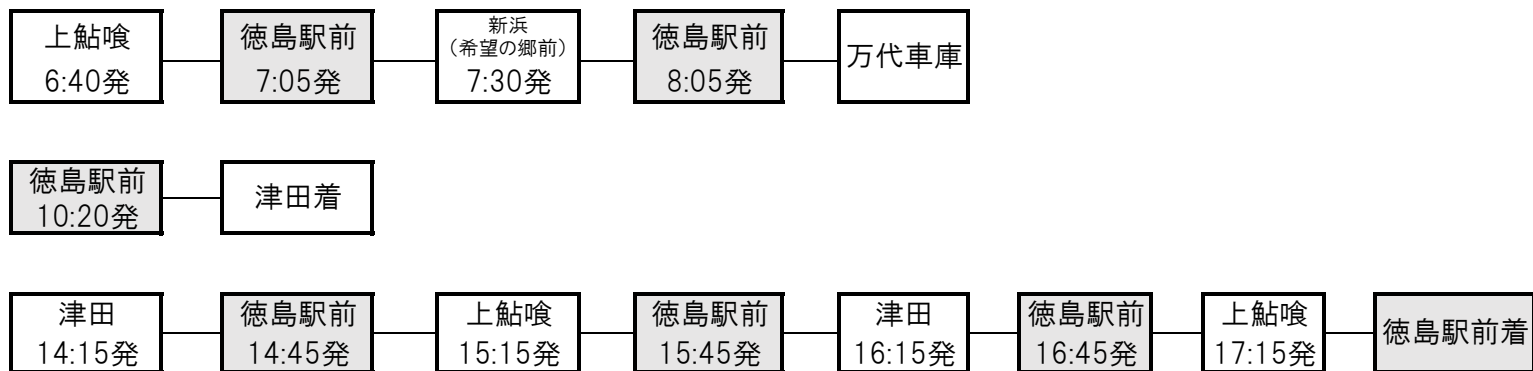 上鮎喰
6:40発
徳島駅前
7:05発
新浜
（希望の郷前）
7:30発
徳島駅前
8:05発
万代車庫
徳島駅前
10:20発
津田着
津田
14:15発
徳島駅前
14:45発
上鮎喰
15:15発
徳島駅前
15:45発
津田
16:15発
徳島駅前
16:45発
上鮎喰
17:15発
徳島駅前着